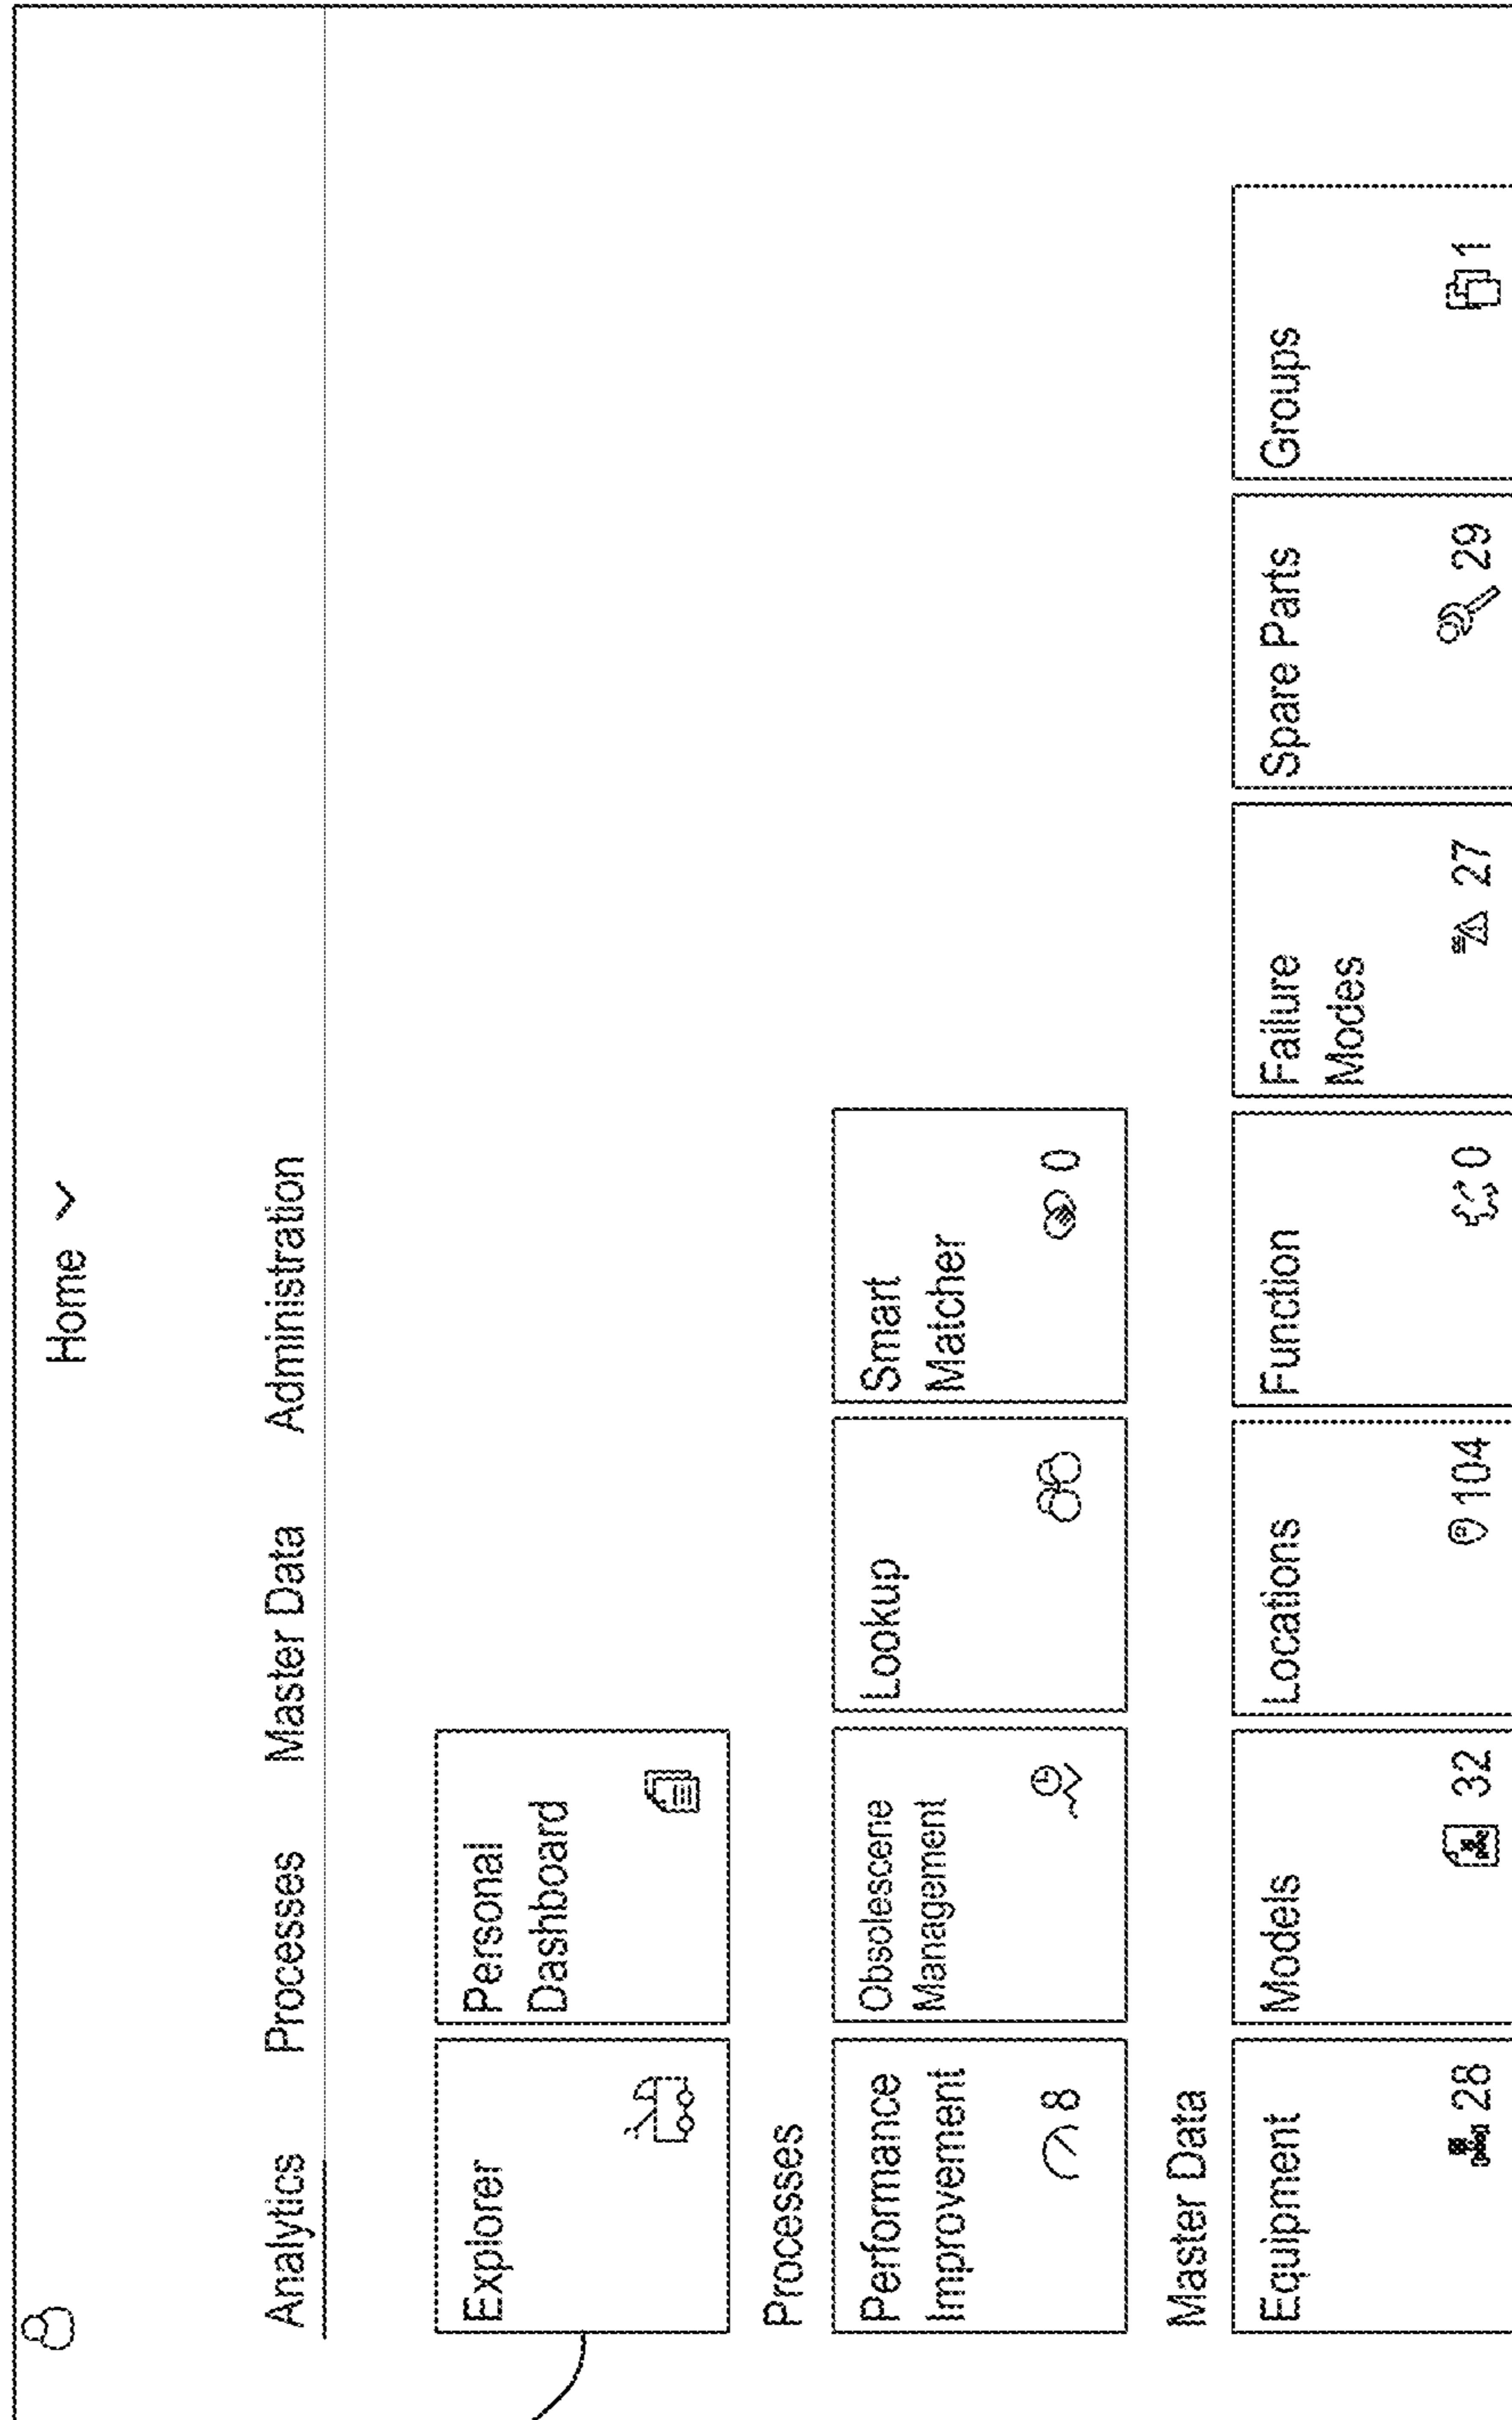 Home
Analytics Processes Master Data Administration
Explorer
Personal
Dashboard
Processes
Performance
Improvement
8
Obsolescene
Management
Lookup
Smart
Matcher
0
Master Data
Equipment
28
Models
32
Locations
104
Function
0
Failure
Modes
27
Spare Parts
29
Groups
1